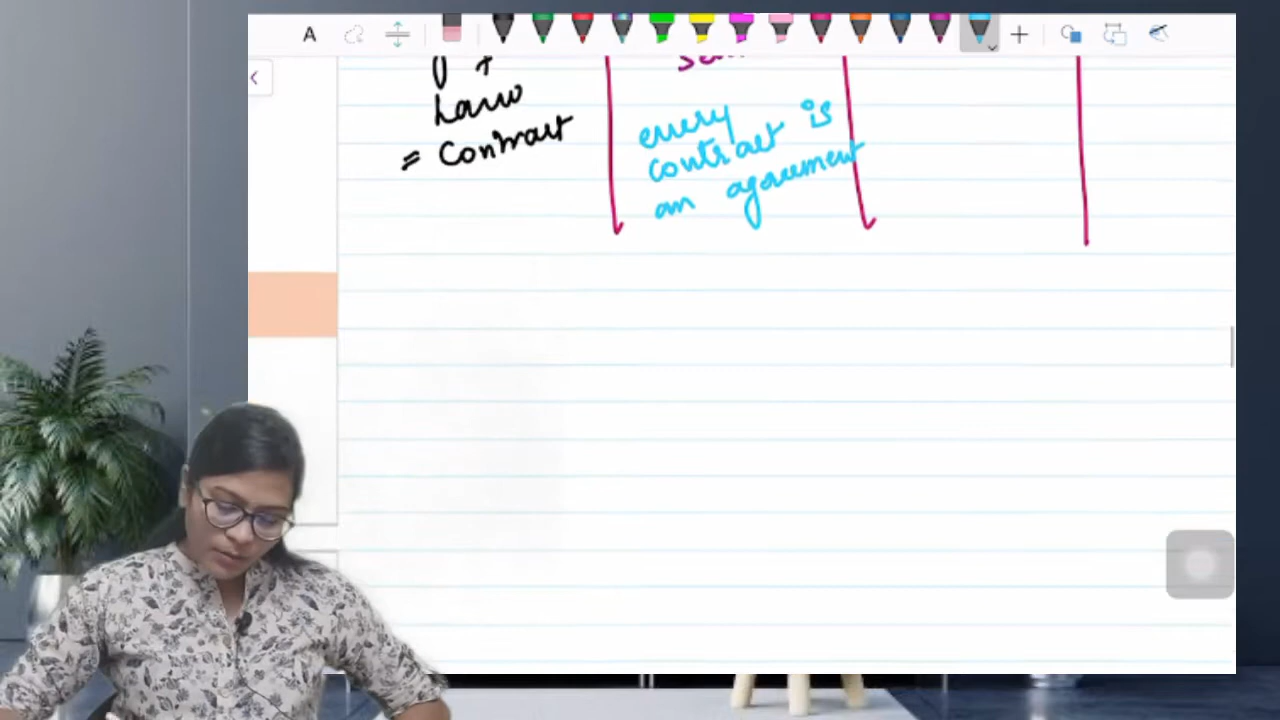 A
Law
= Contract
every
contract is
an agreement